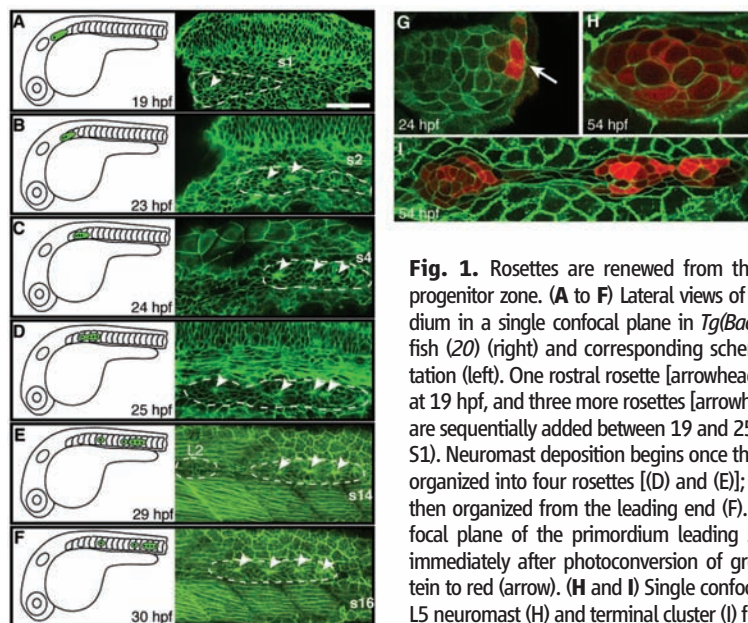 A
s1
19 hpf
B
s2
23 hpf
C
s4
24 hpf
D
25 hpf
E
L2
s14
29 hpf
F
s16
30 hpf
G
24 hpf
H
54 hpf
I
54 hpf
Fig. 1. Rosettes are renewed from th
progenitor zone. (A to F) Lateral views of
dium in a single confocal plane in Tg(Bac
fish (20) (right) and corresponding scher
tation (left). One rostral rosette [arrowhead
at 19 hpf, and three more rosettes [arrowh
are sequentially added between 19 and 25
S1). Neuromast deposition begins once th
organized into four rosettes [(D) and (E)];
then organized from the leading end (F).
focal plane of the primordium leading
immediately after photoconversion of gr
tein to red (arrow). (H and I) Single confoc
L5 neuromast (H) and terminal cluster (I) f